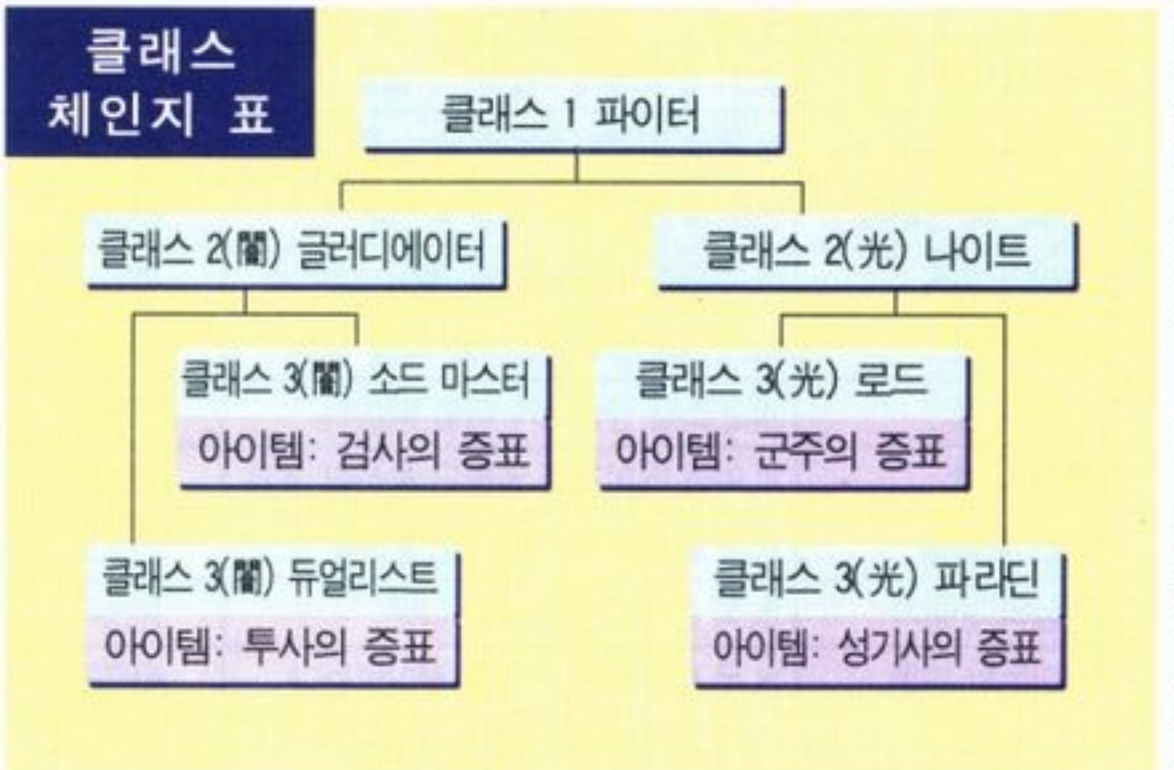 클래스
체인지 표
클래스 1 파이터
클래스 2(闇) 글러디에이터
클래스 2(光) 나이트
클래스 3(闇) 소드 마스터
아이템: 검사의 증표
클래스 3(光) 로드
아이템: 군주의 증표
클래스 3(闇) 듀얼리스트
아이템: 투사의 증표
클래스 3(光) 파라딘
아이템: 성기사의 증표